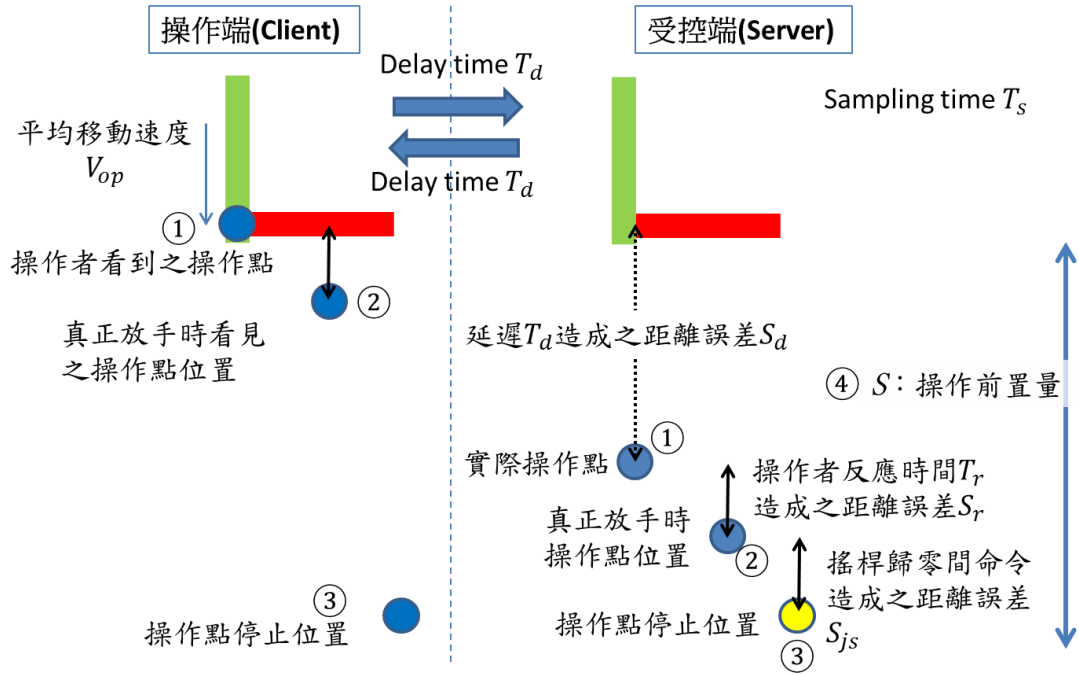 操作端(Client)
受控端(Server)
Delay time T_d
Delay time T_d
Sampling time T_s
平均移動速度
V_op
①
操作者看到之操作點
②
真正放手時看見
之操作點位置
③
操作點停止位置
延遲T_d造成之距離誤差S_d
④ S：操作前置量
①
實際操作點
操作者反應時間T_r
造成之距離誤差S_r
真正放手時
操作點位置
②
搖桿歸零間命令
造成之距離誤差
S_js
操作點停止位置
③